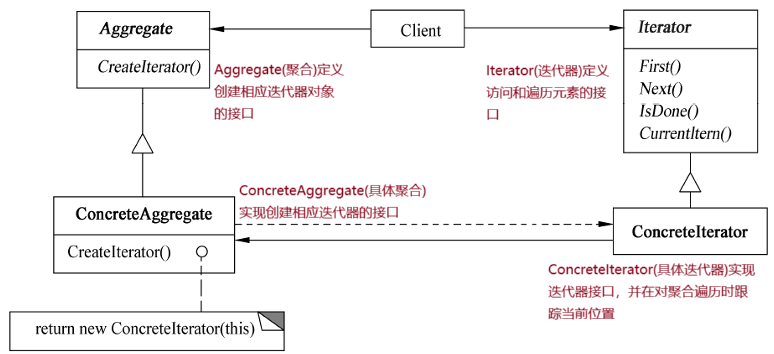 Aggregate
CreateIterator()
Client
Iterator
First()
Next()
IsDone()
CurrentItern()
Aggregate(聚合)定义
创建相应迭代器对象
的接口
Iterator(迭代器)定义
访问和遍历元素的接
口
ConcreteAggregate
CreateIterator()
ConcreteAggregate(具体聚合)
实现创建相应迭代器的接口
ConcreteIterator
ConcreteIterator(具体迭代器)实现
迭代器接口，并在对聚合遍历时跟
踪当前位置
return new ConcreteIterator(this)